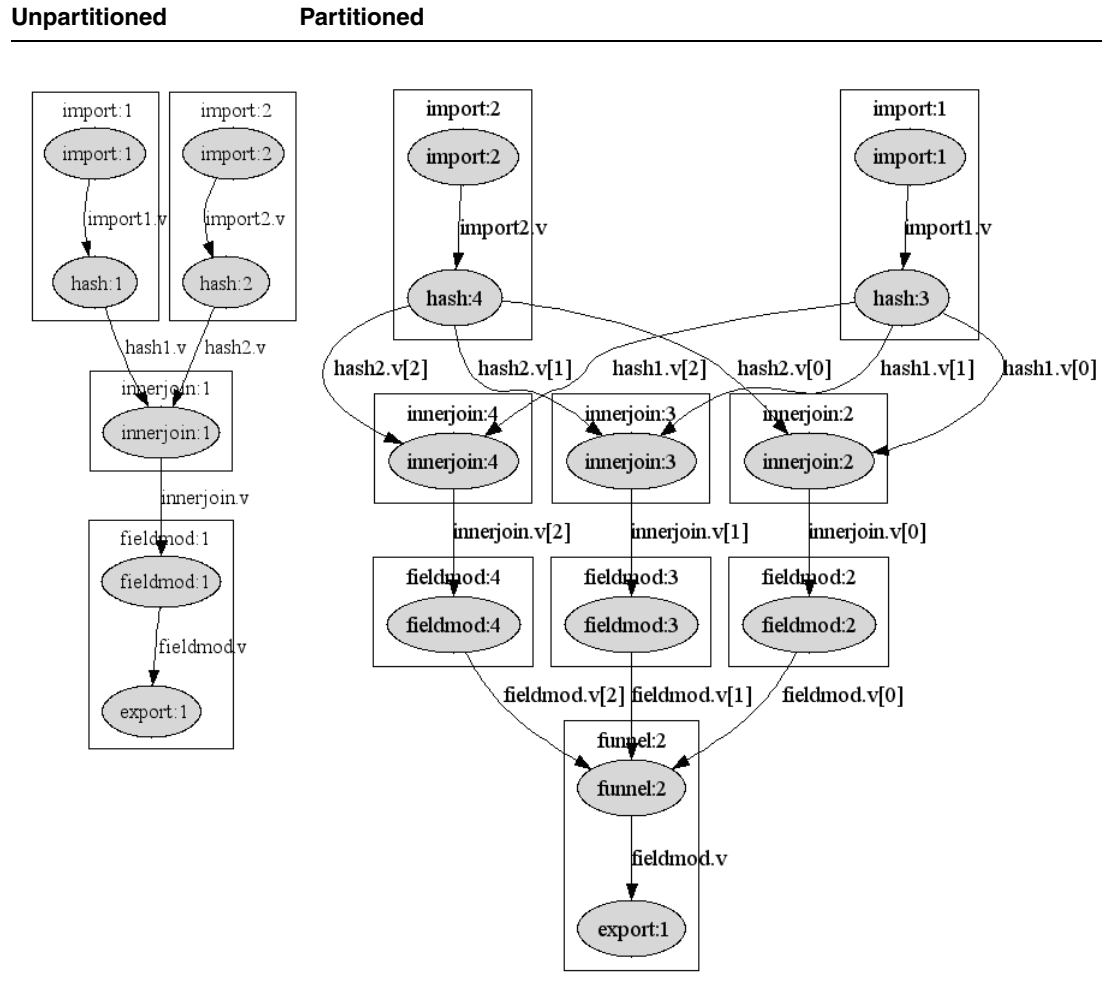 Unpartitioned Partitioned
import:1 import:2
import:1 import:2
import1.v import2.v
hash:1 hash:2
hash1.v hash2.v
innerjoin:1
innerjoin:1
innerjoin.v
fieldmod:1
fieldmod:1
fieldmod.v
export:1
import:2 import:1
import:2 import:1
import2.v import1.v
hash:4 hash:3
hash2.v[2] hash2.v[1] hash1.v[2] hash2.v[0] hash1.v[1] hash1.v[0]
innerjoin:4 innerjoin:3 innerjoin:2
innerjoin:4 innerjoin:3 innerjoin:2
innerjoin.v[2] innerjoin.v[1] innerjoin.v[0]
fieldmod:4 fieldmod:3 fieldmod:2
fieldmod:4 fieldmod:3 fieldmod:2
fieldmod.v[2] fieldmod.v[1] fieldmod.v[0]
funnel:2
funnel:2
fieldmod.v
export:1